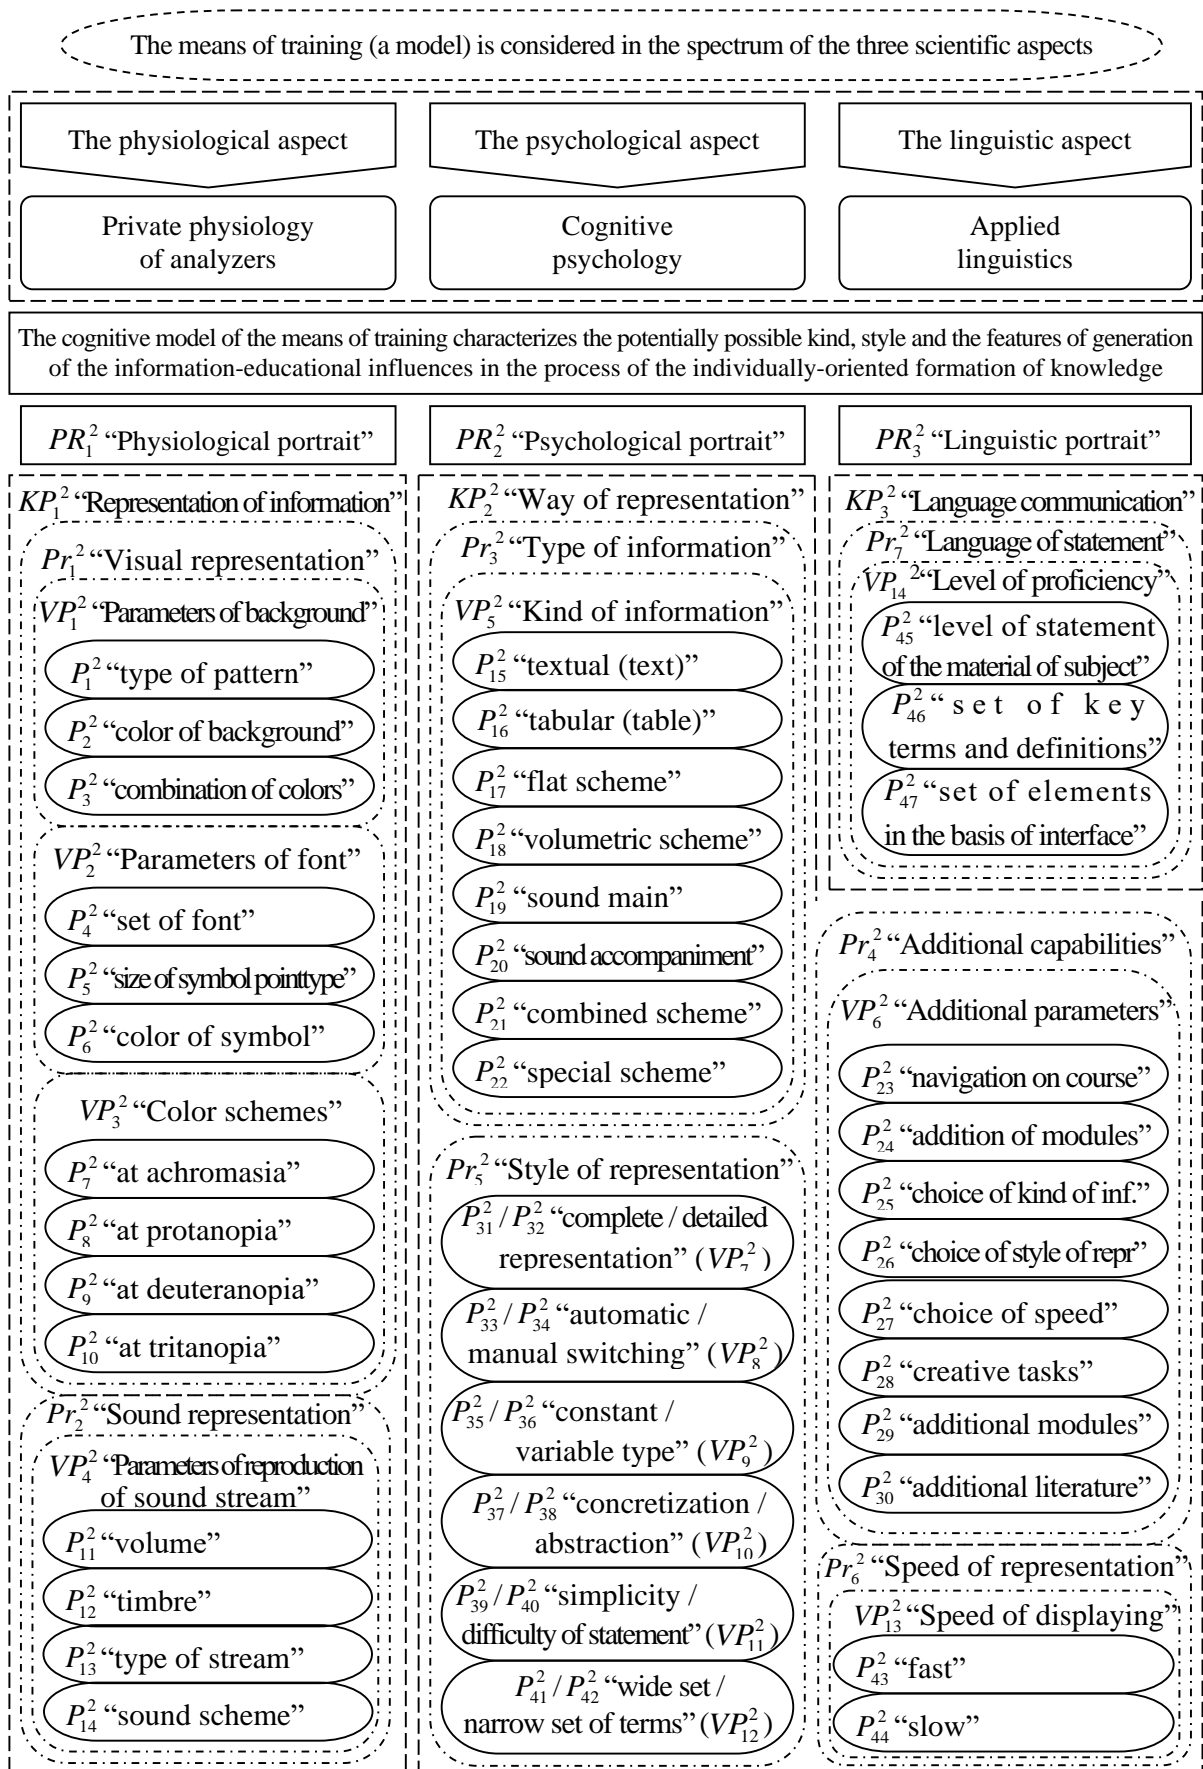 The means of training (a model) is considered in the spectrum of the three scientific aspects
The physiological aspect
Private physiology
of analyzers
The psychological aspect
Cognitive
psychology
The linguistic aspect
Applied
linguistics
The cognitive model of the means of training characterizes the potentially possible kind, style and the features of generation
of the information-educational influences in the process of the individually-oriented formation of knowledge
PR₁² “Physiological portrait”
KP₁² “Representation of information”
Pr₁² “Visual representation”
VP₁² “Parameters of background”
P₁² “type of pattern”
P₂² “color of background”
P₃² “combination of colors”
VP₂² “Parameters of font”
P₄² “set of font”
P₅² “size of symbol pointtype”
P₆² “color of symbol”
VP₃² “Color schemes”
P₇² “at achromasia”
P₈² “at protanopia”
P₉² “at deuteranopia”
P₁₀² “at tritanopia”
Pr₂² “Sound representation”
VP₄² “Parameters of reproduction
of sound stream”
P₁₁² “volume”
P₁₂² “timbre”
P₁₃² “type of stream”
P₁₄² “sound scheme”
PR₂² “Psychological portrait”
KP₂² “Way of representation”
Pr₃² “Type of information”
VP₅² “Kind of information”
P₁₅² “textual (text)”
P₁₆² “tabular (table)”
P₁₇² “flat scheme”
P₁₈² “volumetric scheme”
P₁₉² “sound main”
P₂₀² “sound accompaniment”
P₂₁² “combined scheme”
P₂₂² “special scheme”
Pr₅² “Style of representation”
P₃₁² / P₃₂² “complete / detailed
representation” (VP₇²)
P₃₃² / P₃₄² “automatic /
manual switching” (VP₈²)
P₃₅² / P₃₆² “constant /
variable type” (VP₉²)
P₃₇² / P₃₈² “concretization /
abstraction” (VP₁₀²)
P₃₉² / P₄₀² “simplicity /
difficulty of statement” (VP₁₁²)
P₄₁² / P₄₂² “wide set /
narrow set of terms” (VP₁₂²)
PR₃² “Linguistic portrait”
KP₃² “Language communication”
Pr₇² “Language of statement”
VP₁₄² “Level of proficiency”
P₄₅² “level of statement
of the material of subject”
P₄₆² “set of key
terms and definitions”
P₄₇² “set of elements
in the basis of interface”
Pr₄² “Additional capabilities”
VP₆² “Additional parameters”
P₂₃² “navigation on course”
P₂₄² “addition of modules”
P₂₅² “choice of kind of inf.”
P₂₆² “choice of style of repr”
P₂₇² “choice of speed”
P₂₈² “creative tasks”
P₂₉² “additional modules”
P₃₀² “additional literature”
Pr₆² “Speed of representation”
VP₁₃² “Speed of displaying”
P₄₃² “fast”
P₄₄² “slow”